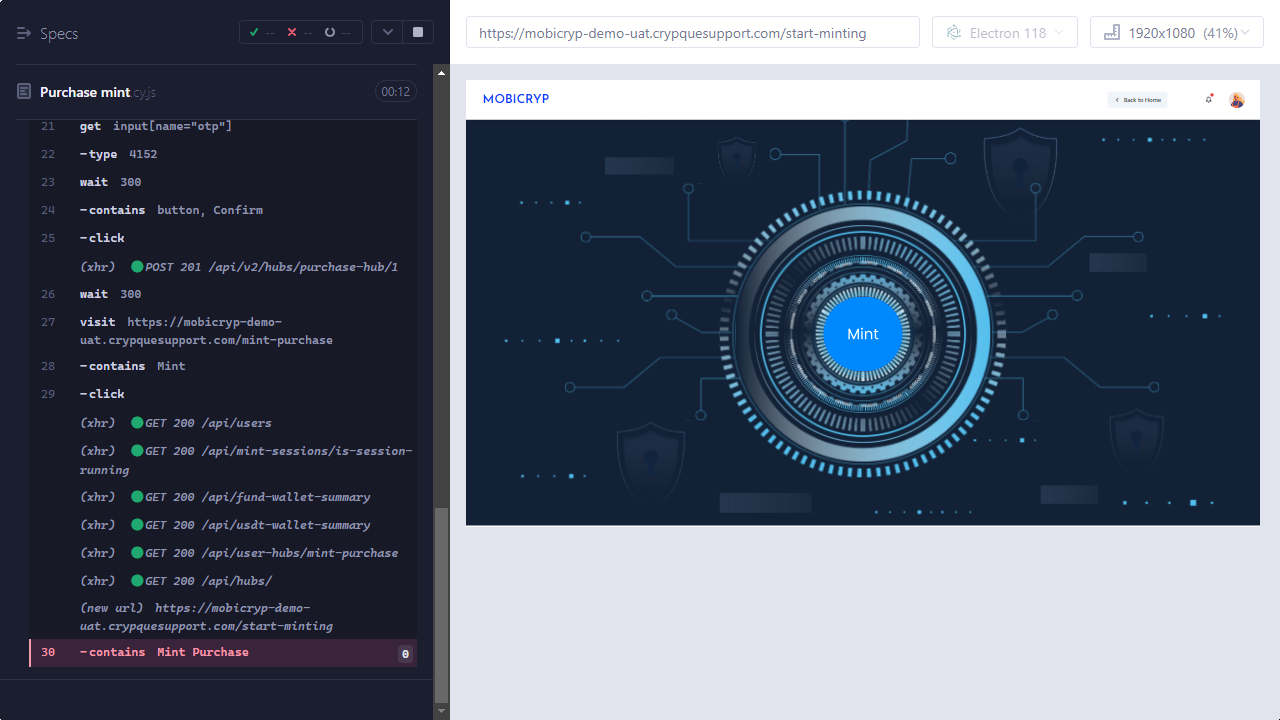 Specs
-- -- --
Purchase mint.cy.js
00:12
21 get input[name="otp"]
22 -type 4152
23 wait 300
24 -contains button, Confirm
25 -click
(xhr) POST 201 /api/v2/hubs/purchase-hub/1
26 wait 300
27 visit https://mobicryp-demo-
uat.crypquesupport.com/mint-purchase
28 -contains Mint
29 -click
(xhr) GET 200 /api/users
(xhr) GET 200 /api/mint-sessions/is-session-
running
(xhr) GET 200 /api/fund-wallet-summary
(xhr) GET 200 /api/usdt-wallet-summary
(xhr) GET 200 /api/user-hubs/mint-purchase
(xhr) GET 200 /api/hubs/
(new url) https://mobicryp-demo-
uat.crypquesupport.com/start-minting
30 -contains Mint Purchase 0
https://mobicryp-demo-uat.crypquesupport.com/start-minting
Electron 118
1920x1080 (41%)
MOBICRYP
Back to Home
Mint